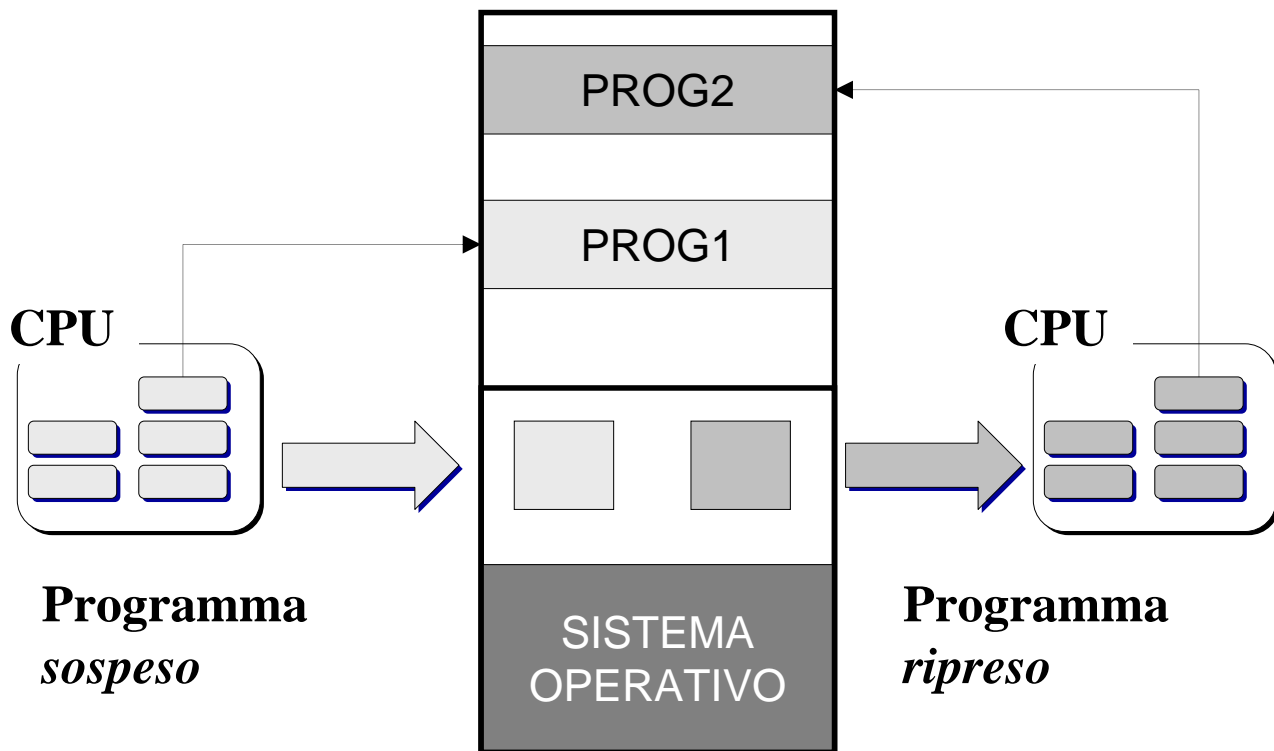 PROG2
PROG1
CPU
CPU
Programma
sospeso
SISTEMA
OPERATIVO
Programma
ripreso